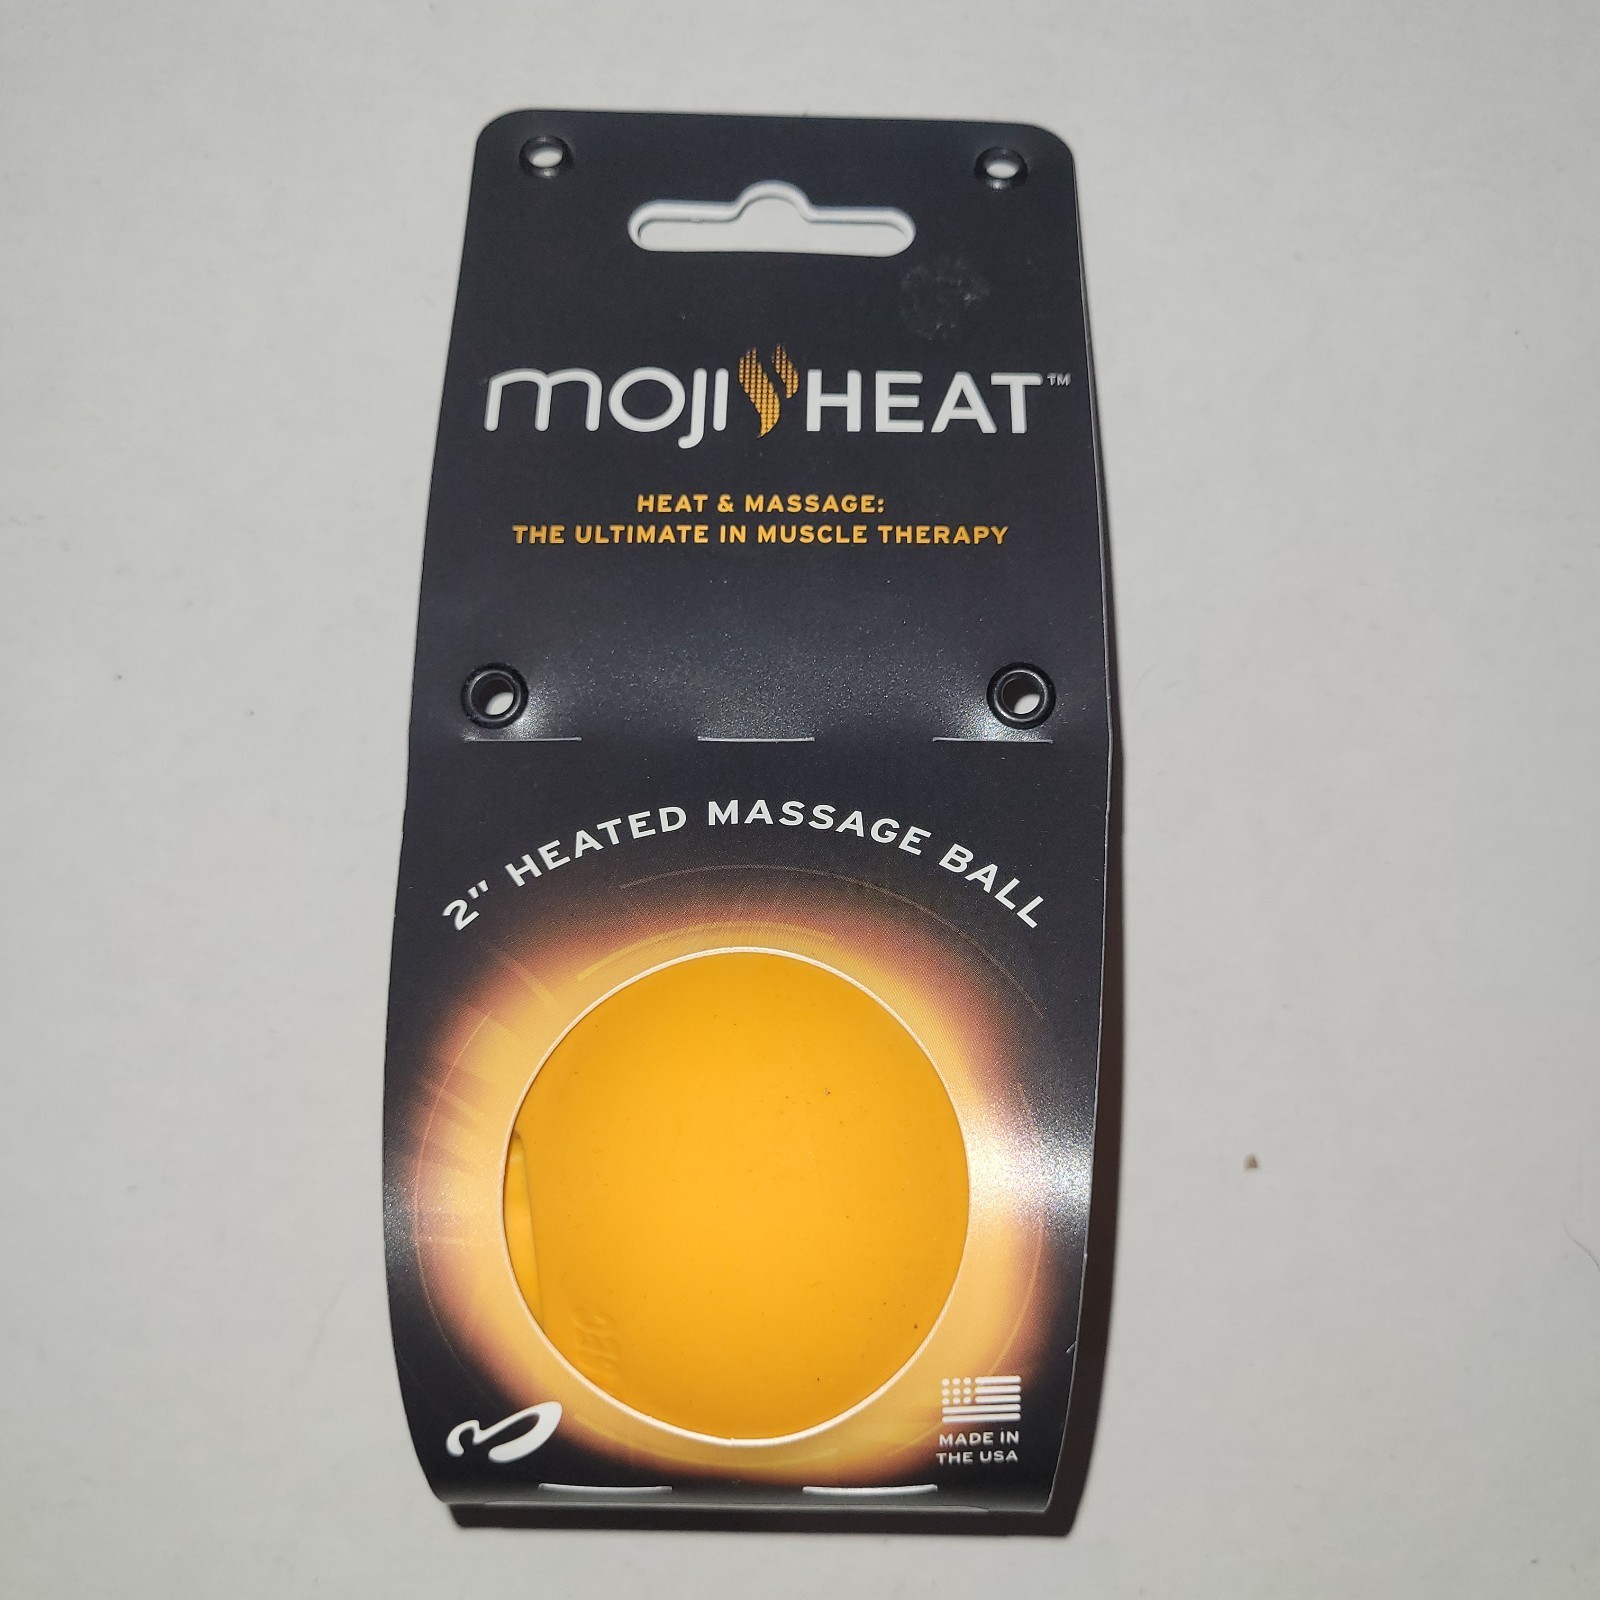 moji HEAT™
HEAT & MASSAGE:
THE ULTIMATE IN MUSCLE THERAPY
2" HEATED MASSAGE BALL
MADE IN
THE USA